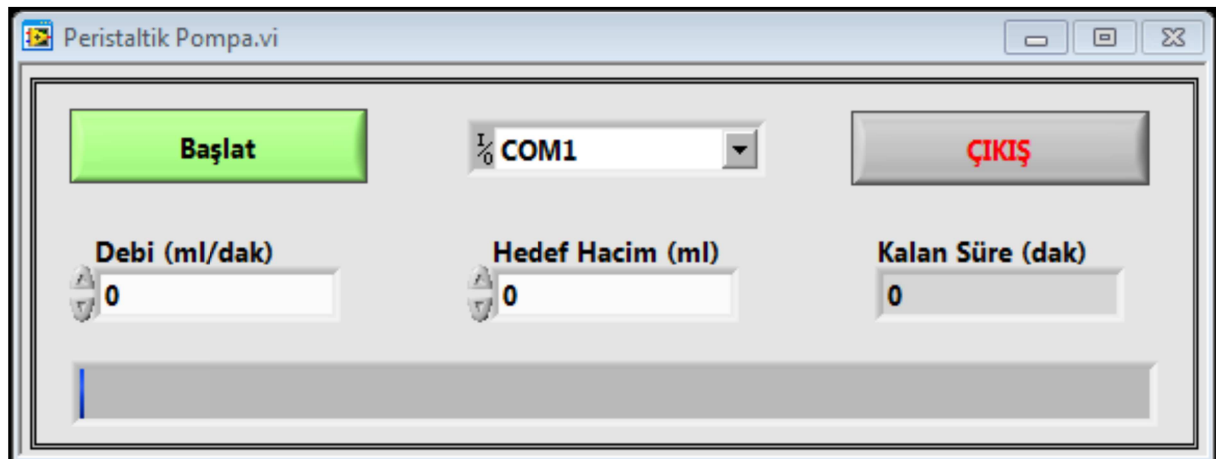 Peristaltik Pompa.vi
Başlat
I/O COM1
ÇIKIŞ
Debi (ml/dak)
Hedef Hacim (ml)
Kalan Süre (dak)
0
0
0